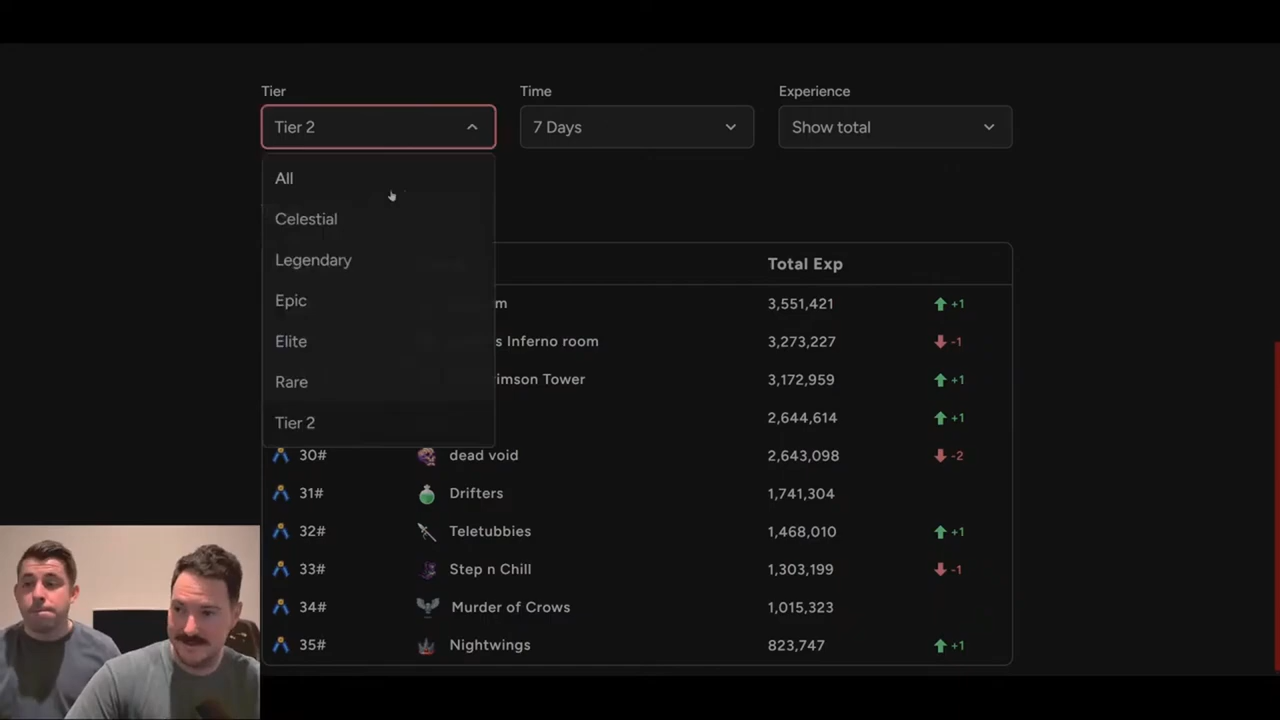 Tier Time Experience
Tier 2 7 Days Show total
All
Celestial
Legendary
Epic
Elite
Rare
Tier 2
Total Exp
m 3,551,421 +1
s Inferno room 3,273,227 -1
imson Tower 3,172,959 +1
2,644,614 +1
30# dead void 2,643,098 -2
31# Drifters 1,741,304
32# Teletubbies 1,468,010 +1
33# Step n Chill 1,303,199 -1
34# Murder of Crows 1,015,323
35# Nightwings 823,747 +1